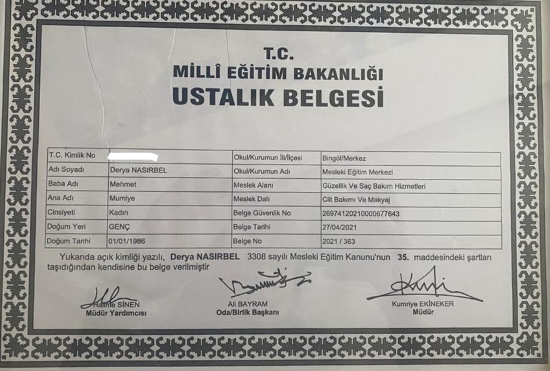 T.C.
MİLLÎ EĞİTİM BAKANLIĞI
USTALIK BELGESİ
T.C. Kimlik No Okul/Kurumun İli/İlçesi Bingöl/Merkez
Adı Soyadı Derya NASIRBEL Okul/Kurumun Adı Mesleki Eğitim Merkezi
Baba Adı Mehmet Meslek Alanı Güzellik Ve Saç Bakım Hizmetleri
Ana Adı Mumiye Meslek Dalı Cilt Bakımı Ve Makyaj
Cinsiyeti Kadın Belge Güvenlik No 26974120210000677643
Doğum Yeri GENÇ Belge Tarihi 27/04/2021
Doğum Tarihi 01/01/1986 Belge No 2021 / 363
Yukarıda açık kimliği yazılı, Derya NASIRBEL 3308 sayılı Mesleki Eğitim Kanunu'nun 35. maddesindeki şartları
taşıdığından kendisine bu belge verilmiştir
SİNEN Ali BAYRAM Kumriye EKİNEKER
Müdür Yardımcısı Oda/Birlik Başkanı Müdür